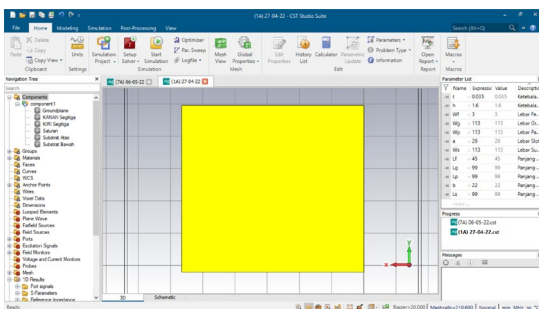 (1A) 27-04-22 - CST Studio Suite
File Home Modeling Simulation Post-Processing View
Search (Alt+Q)
Paste Delete
Copy
Copy View
Clipboard
Units
Settings
Simulation Project
Setup Solver
Start Simulation
Optimizer
Par. Sweep
Logfile
Simulation
Mesh View
Global Properties
Mesh
Edit Properties
History List
Calculator
Parametric Update
Parameters
Problem Type
Information
Edit
Open Report
Report
Macros
Macros
Navigation Tree
Search
Components
component1
Groundplane
KANAN Segitiga
KIRI Segitiga
Saluran
Substrat Atas
Substrat Bawah
Groups
Materials
Faces
Curves
WCS
Anchor Points
Wires
Voxel Data
Dimensions
Lumped Elements
Plane Wave
Farfield Sources
Field Sources
Ports
Excitation Signals
Field Monitors
Voltage and Current Monitors
Probes
Mesh
1D Results
Port signals
S-Parameters
Reference Impedance
(7A) 06-05-22
(1A) 27-04-22
y
x
3D Schematic
Parameter List
Name Expressi Value Descriptio
t = 0.035 0.035 Ketebala..
h = 1.6 1.6 Ketebala..
Wf = 3 3 Lebar Fe..
Wg = 113 113 Lebar Gr..
Wp = 113 113 Lebar Pa..
a = 26 26 Lebar Slot
Ws = 113 113 Lebar Su..
Lf = 45 45 Panjang ..
Lg = 99 99 Panjang ..
Lp = 99 99 Panjang ..
b = 22 22 Panjang ..
Ls = 99 99 Panjang ..
Progress
(7A) 06-05-22.cst
(1A) 27-04-22.cst
Messages
Ready
Raster=20.000 Meshcells=210,600 Normal mm MHz ns °C